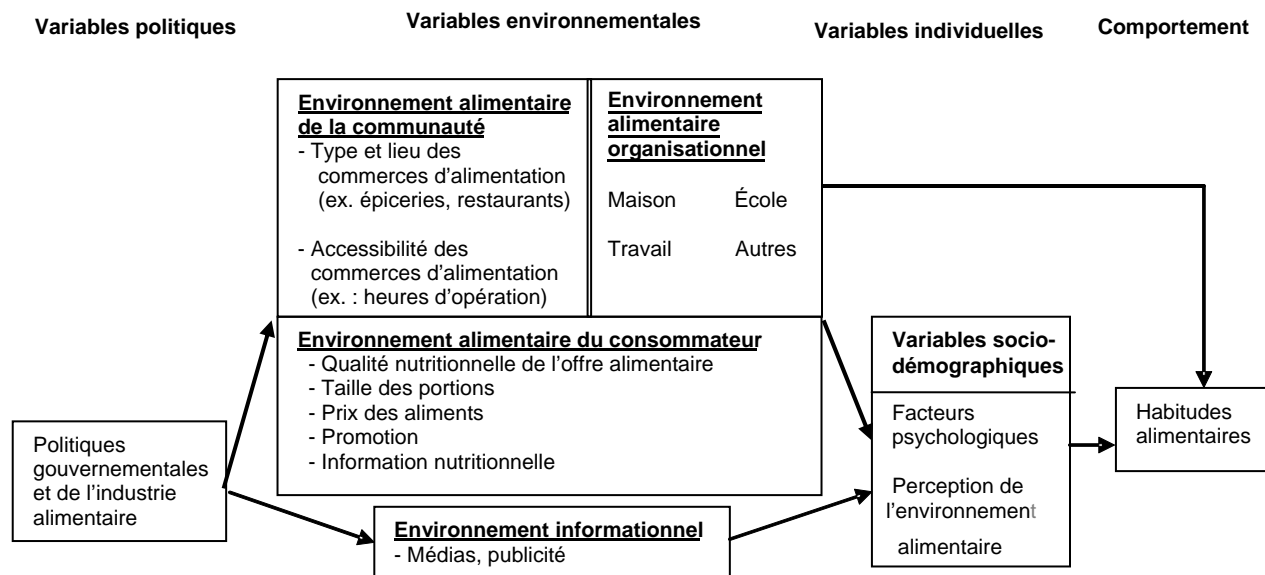 Variables politiques
Variables environnementales
Variables individuelles
Comportement
Environnement alimentaire
de la communauté
- Type et lieu des
commerces d'alimentation
(ex. épiceries, restaurants)
- Accessibilité des
commerces d'alimentation
(ex. : heures d'opération)
Environnement
alimentaire
organisationnel
Maison École
Travail Autres
Environnement alimentaire du consommateur
- Qualité nutritionnelle de l'offre alimentaire
- Taille des portions
- Prix des aliments
- Promotion
- Information nutritionnelle
Politiques
gouvernementales
et de l'industrie
alimentaire
Environnement informationnel
- Médias, publicité
Variables socio-
démographiques
Facteurs
psychologiques
Perception de
l'environnement
alimentaire
Habitudes
alimentaires